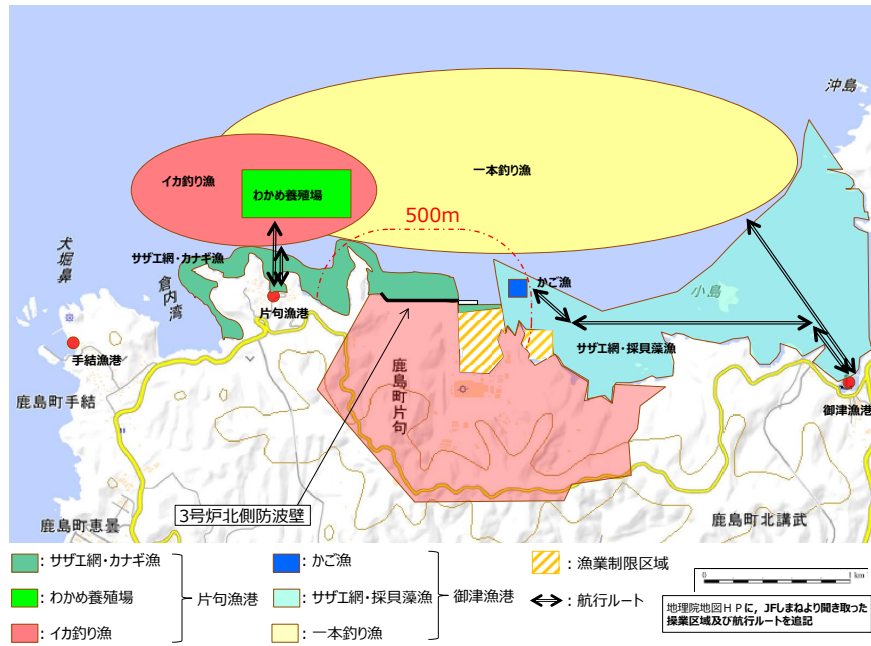 沖島
一本釣り漁
イカ釣り漁
わかめ養殖場
500m
犬堀鼻
サザエ網・カナギ漁
倉内湾
かご漁
小島
片句漁港
手結漁港
サザエ網・採貝藻漁
御津漁港
鹿島町手結
鹿島町片句
3号炉北側防波壁
鹿島町恵曇
鹿島町北講武
：サザエ網・カナギ漁
：わかめ養殖場
：イカ釣り漁
片句漁港
：かご漁
：サザエ網・採貝藻漁
：一本釣り漁
御津漁港
：漁業制限区域
：航行ルート
0 1 km
地理院地図ＨＰに，JFしまねより聞き取った
操業区域及び航行ルートを追記